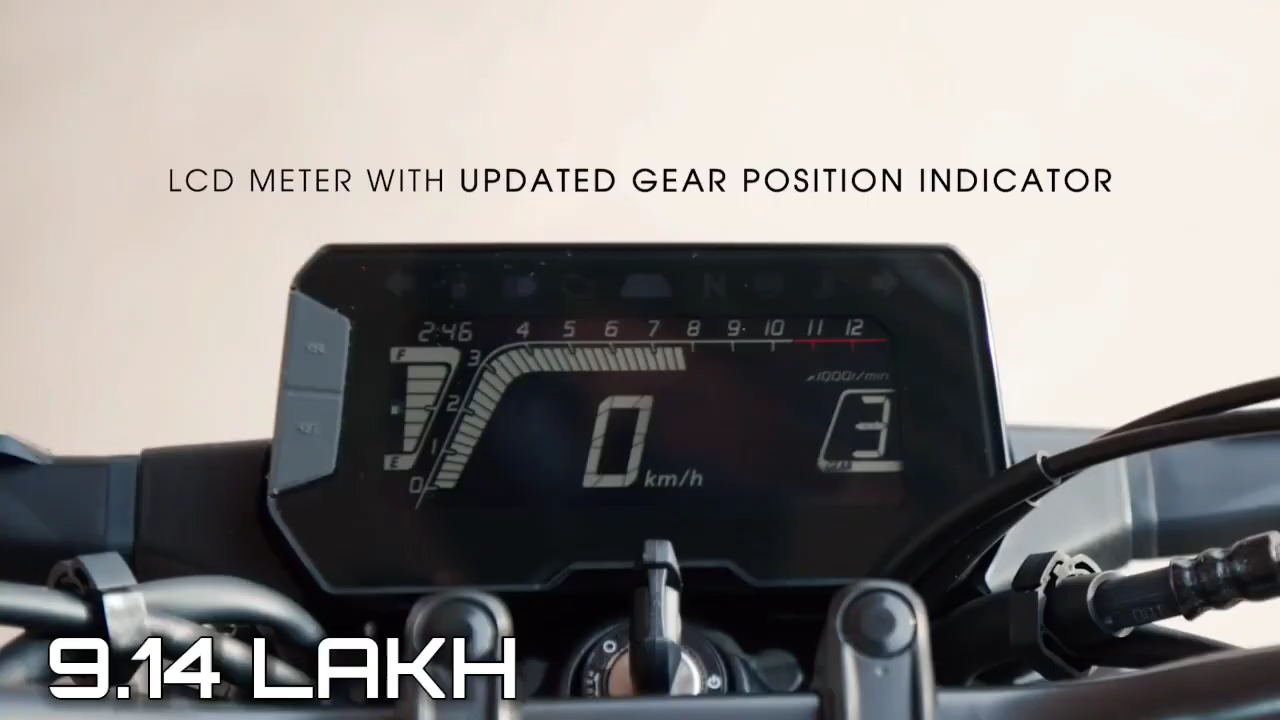 LCD METER WITH UPDATED GEAR POSITION INDICATOR
N
2:46 4 5 6 7 8 9 10 11 12
F 3
x1000r/min
2
3
1
0 km/h
E
GEAR
0
9.14 LAKH